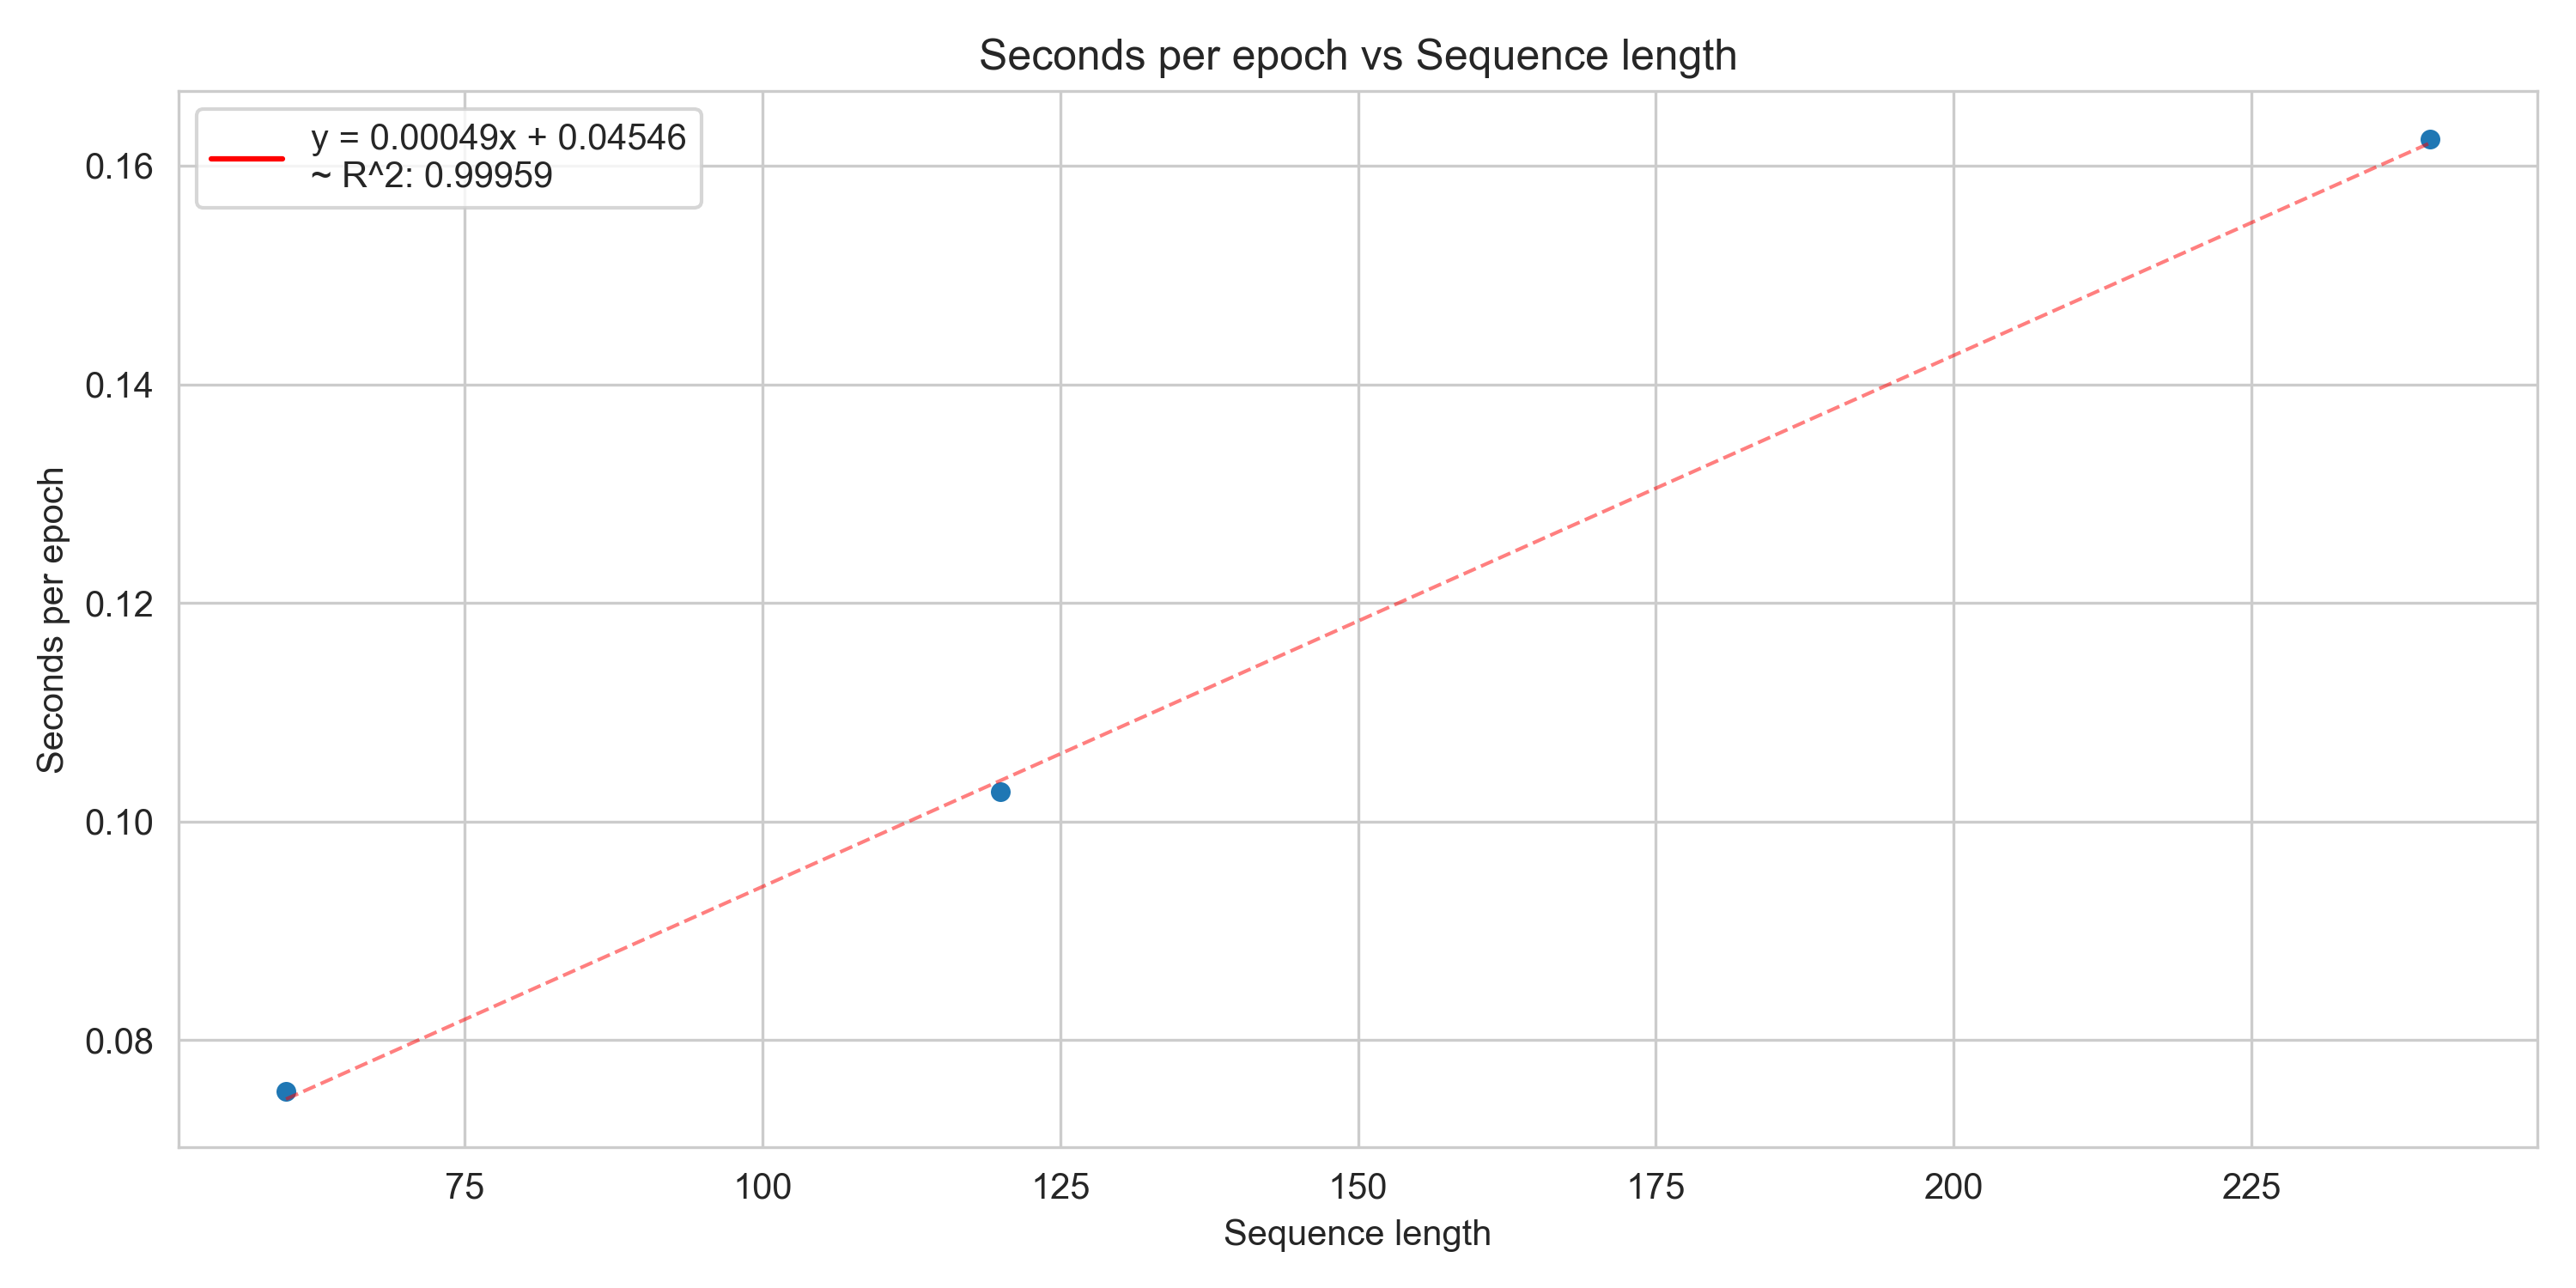 Seconds per epoch vs Sequence length
y = 0.00049x + 0.04546
~ R^2: 0.99959
0.16
0.14
0.12
0.10
0.08
Seconds per epoch
75 100 125 150 175 200 225
Sequence length